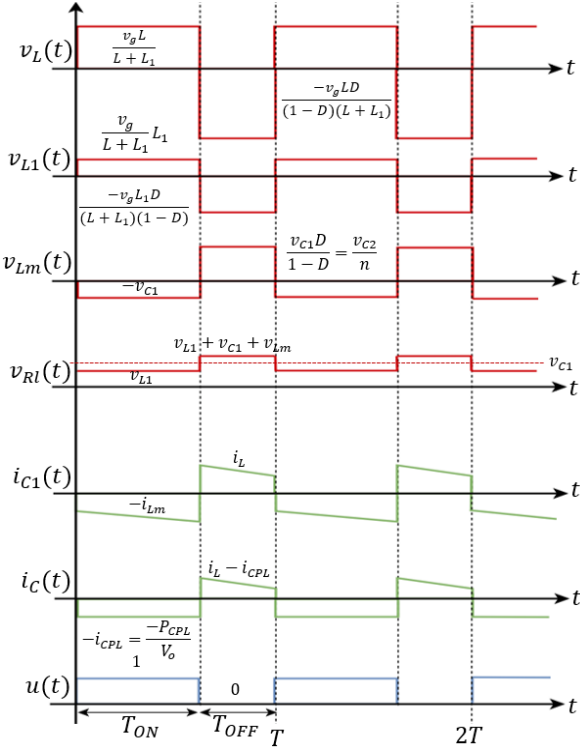 v_L(t)
v_g L / L + L_1
t
-v_g LD / (1 - D)(L + L_1)
v_g / L + L_1 L_1
v_L1(t)
t
-v_g L_1 D / (L + L_1)(1 - D)
v_Lm(t)
v_C1 D / 1 - D = v_C2 / n
-v_C1
t
v_L1 + v_C1 + v_Lm
v_C1
v_Rl(t)
v_L1
t
i_L
i_C1(t)
-i_Lm
t
i_L - i_CPL
i_C(t)
t
-i_CPL = -P_CPL / V_o
1
u(t)
0
t
T_ON
T_OFF
T
2T